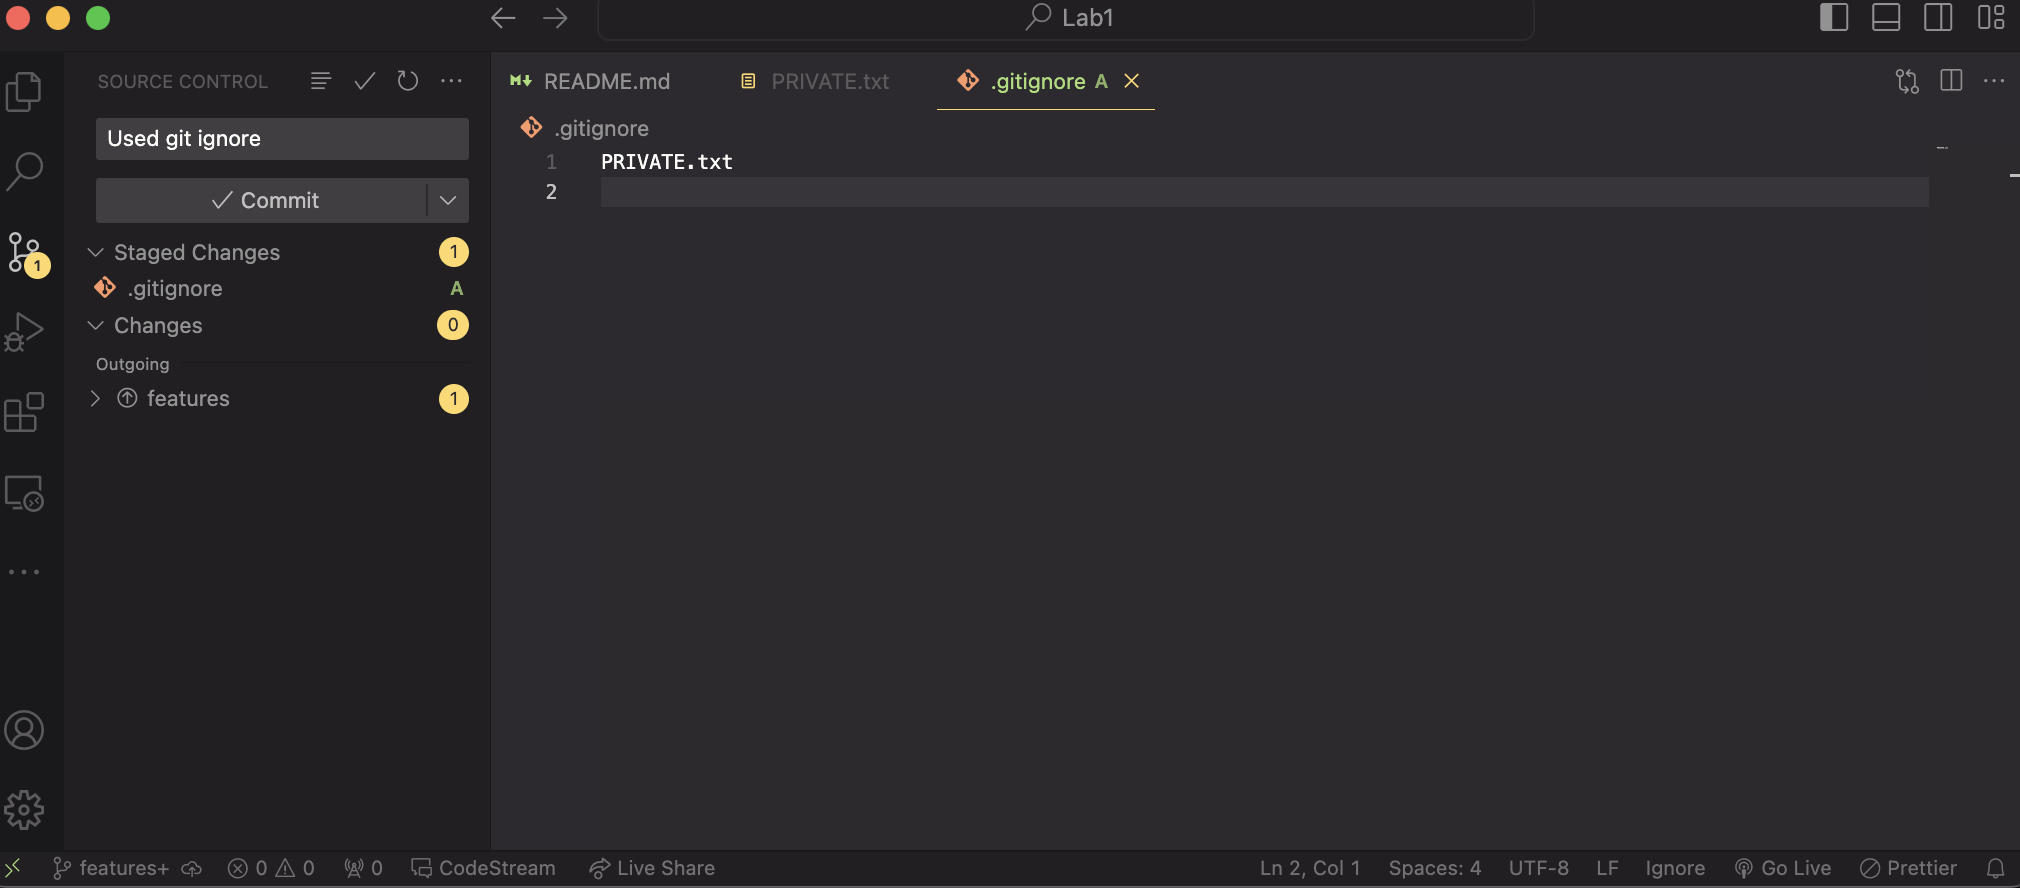 Lab1
SOURCE CONTROL
Used git ignore
Commit
Staged Changes 1
.gitignore A
Changes 0
Outgoing
features 1
1
README.md
PRIVATE.txt
.gitignore A
.gitignore
1 PRIVATE.txt
2
features+ 0 0 0 CodeStream Live Share Ln 2, Col 1 Spaces: 4 UTF-8 LF Ignore Go Live Prettier